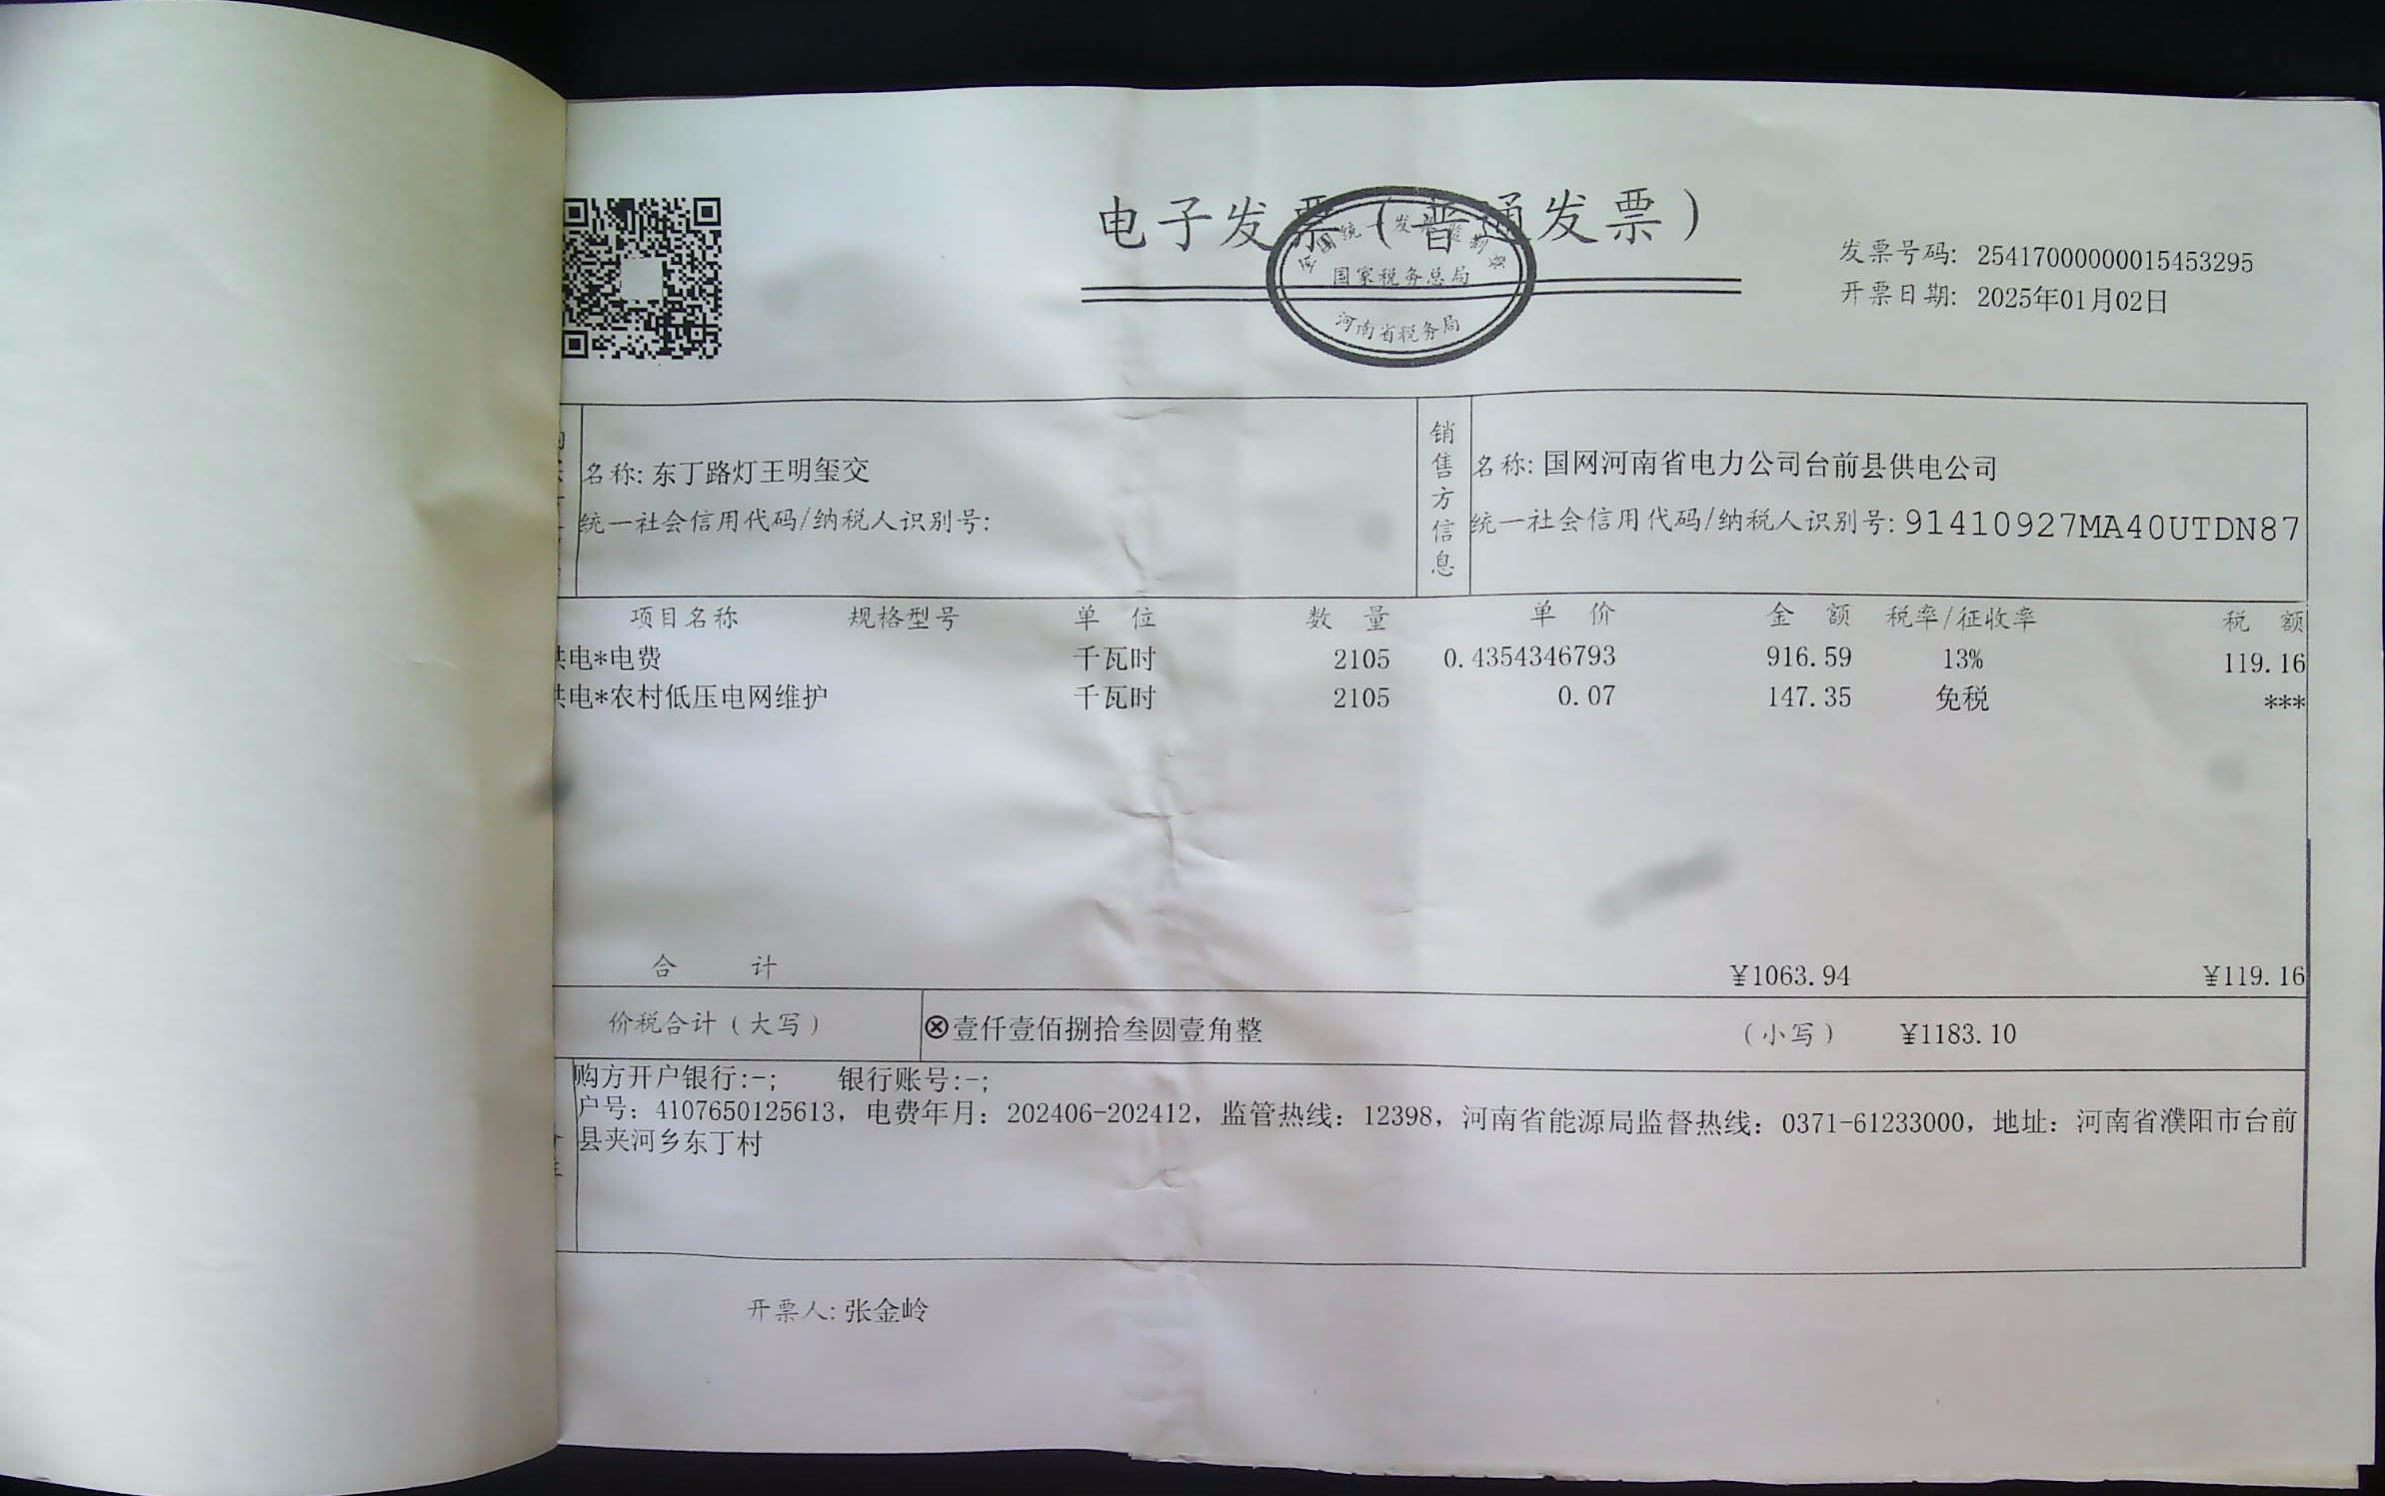 电子发票（普通发票）
全国统一发票监制章
国家税务总局
河南省税务局
发票号码: 25417000000015453295
开票日期: 2025年01月02日
名称: 东丁路灯王明玺交
统一社会信用代码/纳税人识别号:
销售方信息
名称: 国网河南省电力公司台前县供电公司
统一社会信用代码/纳税人识别号: 91410927MA40UTDN87
项目名称 规格型号 单 位 数 量 单 价 金 额 税率/征收率 税 额
电*电费 千瓦时 2105 0.4354346793 916.59 13% 119.16
电*农村低压电网维护 千瓦时 2105 0.07 147.35 免税 ***
合 计 ¥1063.94 ¥119.16
价税合计（大写） ⊗壹仟壹佰捌拾叁圆壹角整 （小写） ¥1183.10
购方开户银行:-; 银行账号:-;
户号: 4107650125613, 电费年月: 202406-202412, 监管热线: 12398, 河南省能源局监督热线: 0371-61233000, 地址: 河南省濮阳市台前
县夹河乡东丁村
开票人: 张金岭